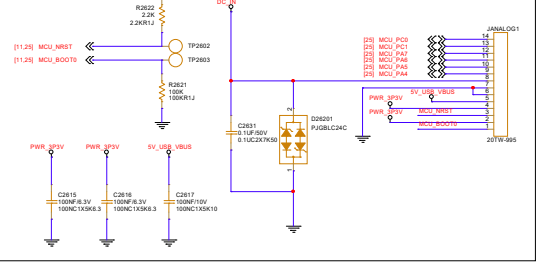 DC_IN
R2622
2.2K
2.2KR1J
[11,25] MCU_NRST
TP2602
[11,25] MCU_BOOT0
TP2603
R2621
100K
100KR1J
JANALOG1
[25] MCU_PC0
[25] MCU_PC1
[25] MCU_PA7
[25] MCU_PA6
[25] MCU_PA5
[25] MCU_PA4
14
13
12
11
10
9
8
7
6
5
4
3
2
1
5V_USB_VBUS
PWR_3P3V
MCU_NRST
PWR_3P3V
MCU_BOOT0
20TW-995
C2631
0.1UF/50V
0.1UC2X7K50
2
D26201
PJGBLC24C
1
PWR_3P3V
PWR_3P3V
5V_USB_VBUS
C2615
100NF/6.3V
100NC1X5K6.3
C2616
100NF/6.3V
100NC1X5K6.3
C2617
100NF/10V
100NC1X5K10